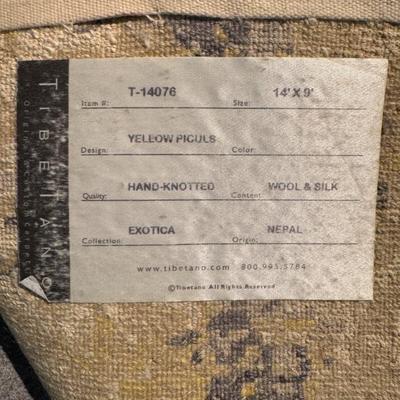 TIBETANO
Item #: T-14076 Size: 14' X 9'
Design: YELLOW PICULS Color:
Quality: HAND-KNOTTED Content: WOOL & SILK
Collection: EXOTICA Origin: NEPAL
www.tibetano.com 800.995.5784
©Tibetano All Rights Reserved